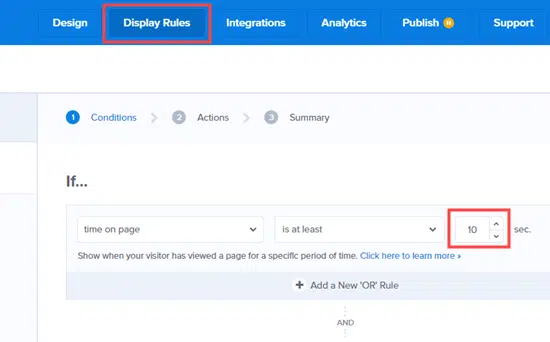 Design Display Rules Integrations Analytics Publish Support
1 Conditions 2 Actions 3 Summary
If...
time on page is at least 10 sec.
Show when your visitor has viewed a page for a specific period of time. Click here to learn more ›
+ Add a New 'OR' Rule
AND